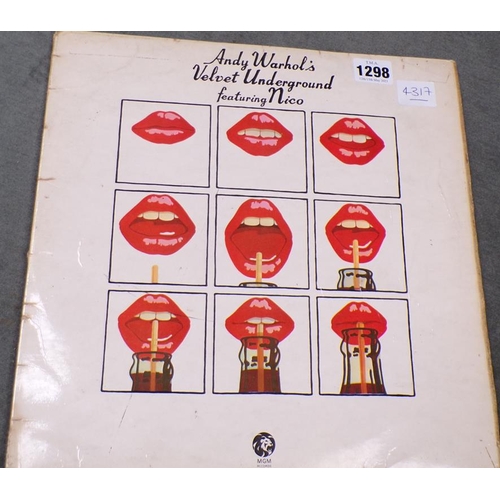 Andy Warhol's
Velvet Underground
featuring Nico
1298
4317
MGM